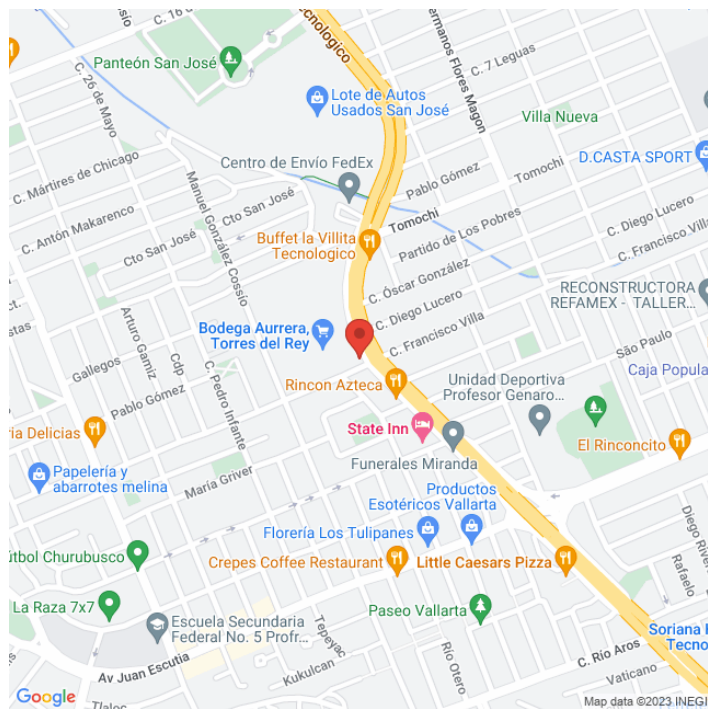 C. 16 d
Tecnologico
Hermanos Flores Magon
C. 7 Leguas
Panteón San José
Lote de Autos
Usados San José
Villa Nueva
C. 26 de Mayo
D.CASTA SPORT
Centro de Envío FedEx
Pablo Gómez
Tomochi
C. Mártires de Chicago
Manuel González Cossio
Cto San José
Tomochi
Partido de Los Pobres
C. Diego Lucero
C. Francisco Villa
C. Antón Makarenco
Buffet la Villita
Tecnologico
Cto San José
C. Óscar González
RECONSTRUCTORA
REFAMEX - TALLER...
ct.
stas
Bodega Aurrera,
Torres del Rey
C. Diego Lucero
C. Francisco Villa
São Paulo
Arturo Gamiz
Cdp
Gallegos
Caja Popula
Rincon Azteca
Unidad Deportiva
Profesor Genaro...
Pablo Gómez
C. Pedro Infante
ria Delicias
State Inn
El Rinconcito
Funerales Miranda
Papelería y
abarrotes melina
María Griver
Productos
Esotéricos Vallarta
Florería Los Tulipanes
Diego Rivera
Rafaelo
útbol Churubusco
Crepes Coffee Restaurant
Little Caesars Pizza
La Raza 7x7
Paseo Vallarta
Escuela Secundaria
Federal No. 5 Profr...
Tepeyac
Soriana H
Tecno
Av Juan Escutia
Kukulcan
Río Otero
C. Río Aros
Vaticano
Google
Tlaloc
Map data ©2023 INEGI